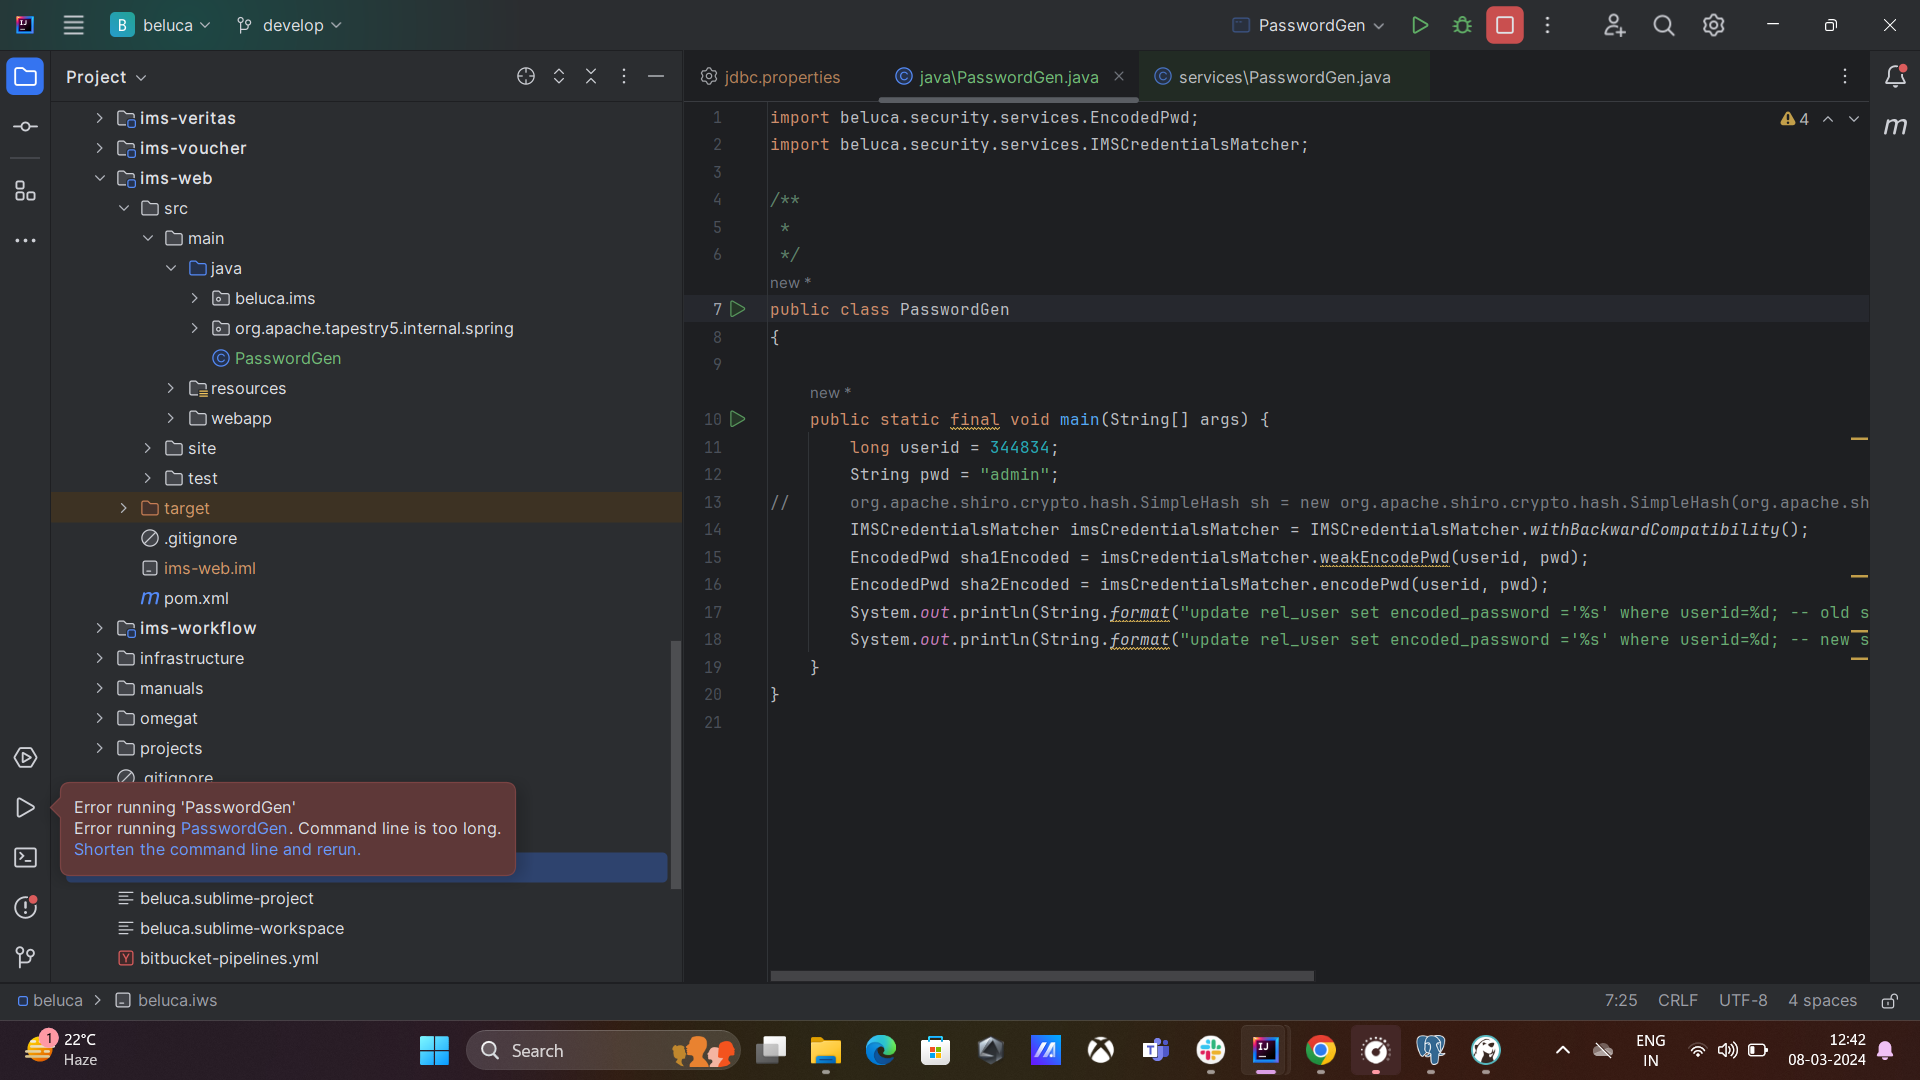 beluca
develop
PasswordGen
Project
jdbc.properties
java\PasswordGen.java
services\PasswordGen.java
ims-veritas
ims-voucher
ims-web
src
main
java
beluca.ims
org.apache.tapestry5.internal.spring
PasswordGen
resources
webapp
site
test
target
.gitignore
ims-web.iml
pom.xml
ims-workflow
infrastructure
manuals
omegat
projects
.gitignore
Error running 'PasswordGen'
Error running PasswordGen. Command line is too long.
Shorten the command line and rerun.
beluca.sublime-project
beluca.sublime-workspace
bitbucket-pipelines.yml
4
1 import beluca.security.services.EncodedPwd;
2 import beluca.security.services.IMSCredentialsMatcher;
3
4 /**
5 *
6 */
new *
7 public class PasswordGen
8 {
9
new *
10 public static final void main(String[] args) {
11 long userid = 344834;
12 String pwd = "admin";
13 // org.apache.shiro.crypto.hash.SimpleHash sh = new org.apache.shiro.crypto.hash.SimpleHash(org.apache.sh
14 IMSCredentialsMatcher imsCredentialsMatcher = IMSCredentialsMatcher.withBackwardCompatibility();
15 EncodedPwd sha1Encoded = imsCredentialsMatcher.weakEncodePwd(userid, pwd);
16 EncodedPwd sha2Encoded = imsCredentialsMatcher.encodePwd(userid, pwd);
17 System.out.println(String.format("update rel_user set encoded_password ='%s' where userid=%d; -- old s
18 System.out.println(String.format("update rel_user set encoded_password ='%s' where userid=%d; -- new s
19 }
20 }
21
beluca > beluca.iws
7:25 CRLF UTF-8 4 spaces
1
22°C
Haze
Search
ENG
IN
12:42
08-03-2024